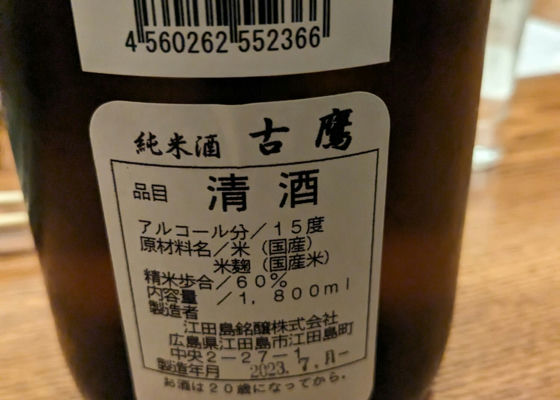 4 560262 552366
純米酒 古鷹
品目 清酒
アルコール分／15度
原材料名／米（国産）
米麹（国産米）
精米歩合／60%
内容量／1,800ml
製造者
江田島銘醸株式会社
広島県江田島市江田島町
中央2－27－1
製造年月 2023.7.月
お酒は20歳になってから。